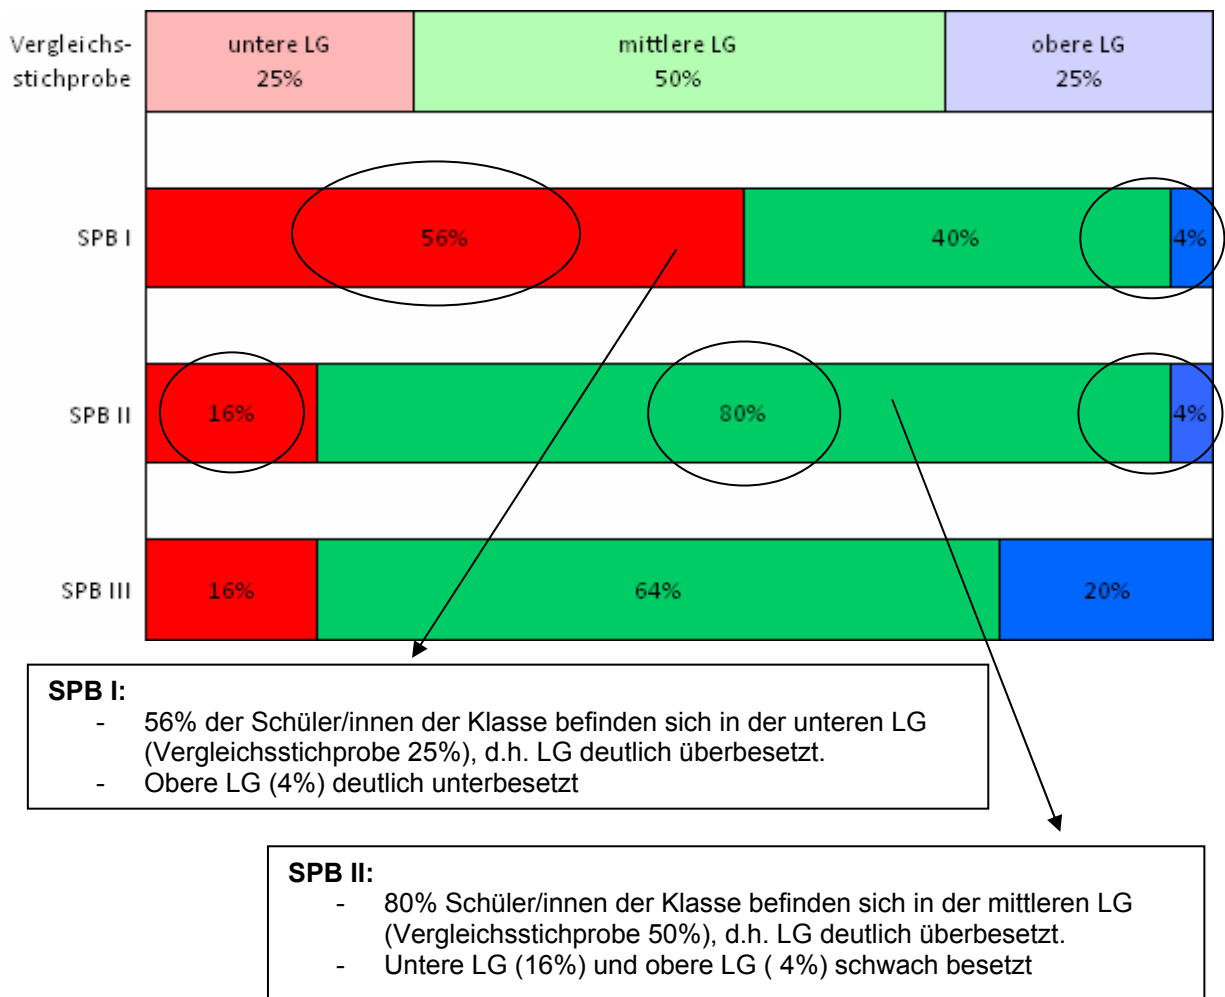 Vergleichs-
stichprobe
untere LG
25%
mittlere LG
50%
obere LG
25%
SPB I
56%
40%
4%
SPB II
16%
80%
4%
SPB III
16%
64%
20%
SPB I:
- 56% der Schüler/innen der Klasse befinden sich in der unteren LG
(Vergleichsstichprobe 25%), d.h. LG deutlich überbesetzt.
- Obere LG (4%) deutlich unterbesetzt
SPB II:
- 80% Schüler/innen der Klasse befinden sich in der mittleren LG
(Vergleichsstichprobe 50%), d.h. LG deutlich überbesetzt.
- Untere LG (16%) und obere LG ( 4%) schwach besetzt